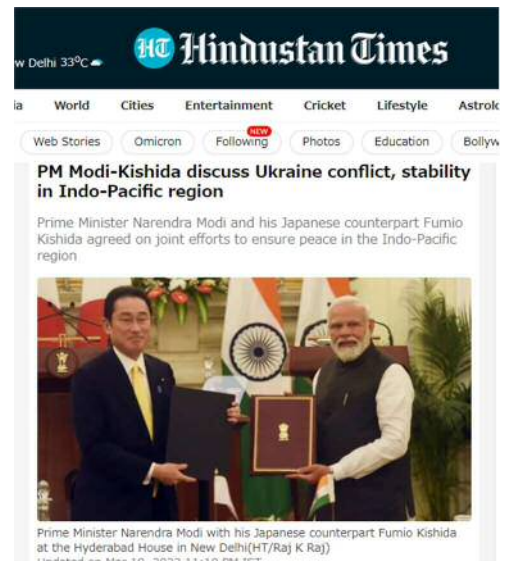 HT Hindustan Times
w Delhi 33⁰C
ia World Cities Entertainment Cricket Lifestyle Astrolo
NEW
Web Stories Omicron Following Photos Education Bollyw
PM Modi-Kishida discuss Ukraine conflict, stability
in Indo-Pacific region
Prime Minister Narendra Modi and his Japanese counterpart Fumio
Kishida agreed on joint efforts to ensure peace in the Indo-Pacific
region
Prime Minister Narendra Modi with his Japanese counterpart Fumio Kishida
at the Hyderabad House in New Delhi(HT/Raj K Raj)